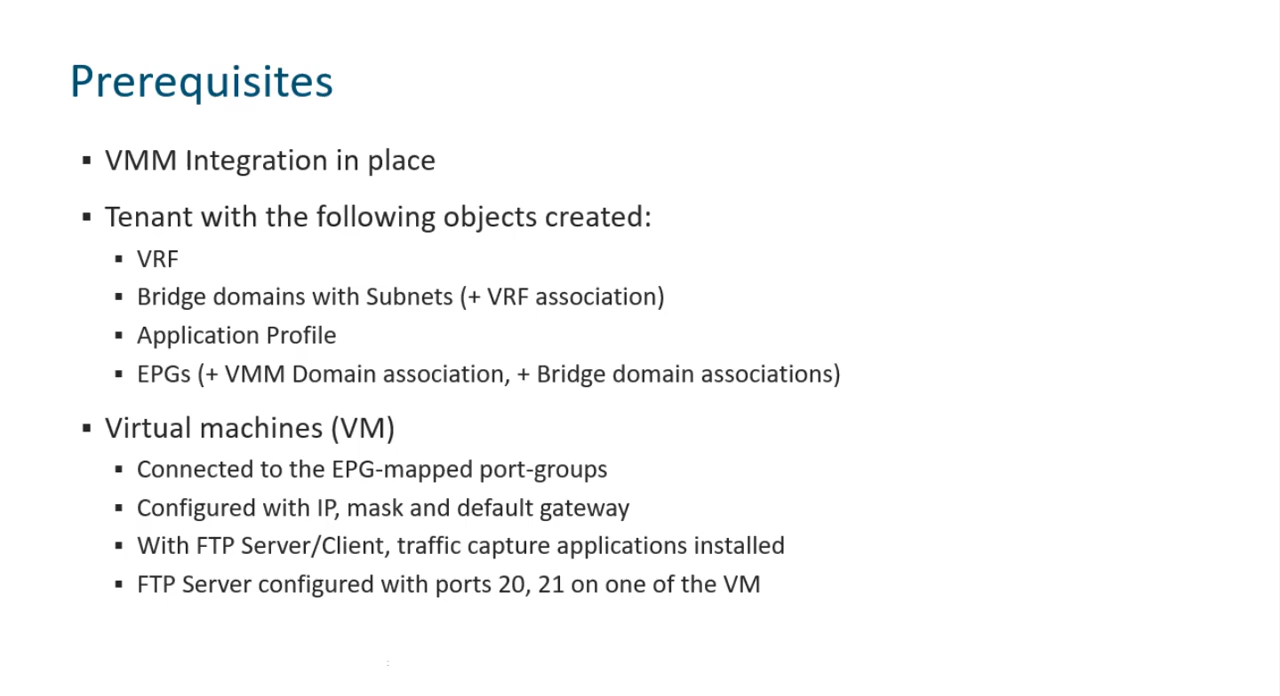 Prerequisites
▪ VMM Integration in place
▪ Tenant with the following objects created:
▪ VRF
▪ Bridge domains with Subnets (+ VRF association)
▪ Application Profile
▪ EPGs (+ VMM Domain association, + Bridge domain associations)
▪ Virtual machines (VM)
▪ Connected to the EPG-mapped port-groups
▪ Configured with IP, mask and default gateway
▪ With FTP Server/Client, traffic capture applications installed
▪ FTP Server configured with ports 20, 21 on one of the VM